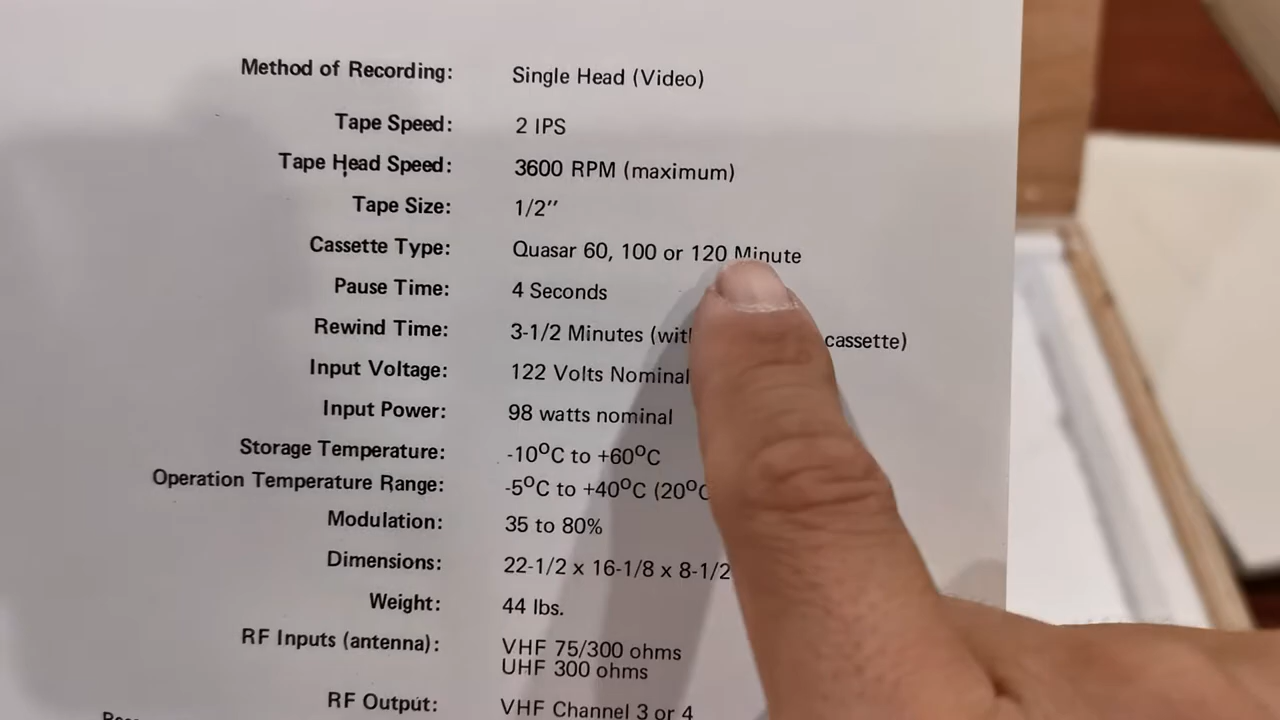 Method of Recording: Single Head (Video)
Tape Speed: 2 IPS
Tape Head Speed: 3600 RPM (maximum)
Tape Size: 1/2"
Cassette Type: Quasar 60, 100 or 120 Minute
Pause Time: 4 Seconds
Rewind Time: 3-1/2 Minutes cassette)
Input Voltage: 122 Volts Nominal
Input Power: 98 watts nominal
Storage Temperature: -10°C to +60°C
Operation Temperature Range: -5°C to +40°C (20°C
Modulation: 35 to 80%
Dimensions: 22-1/2 x 16-1/8 x 8-1/2
Weight: 44 lbs.
RF Inputs (antenna): VHF 75/300 ohms
UHF 300 ohms
RF Output: VHF Channel 3 or 4